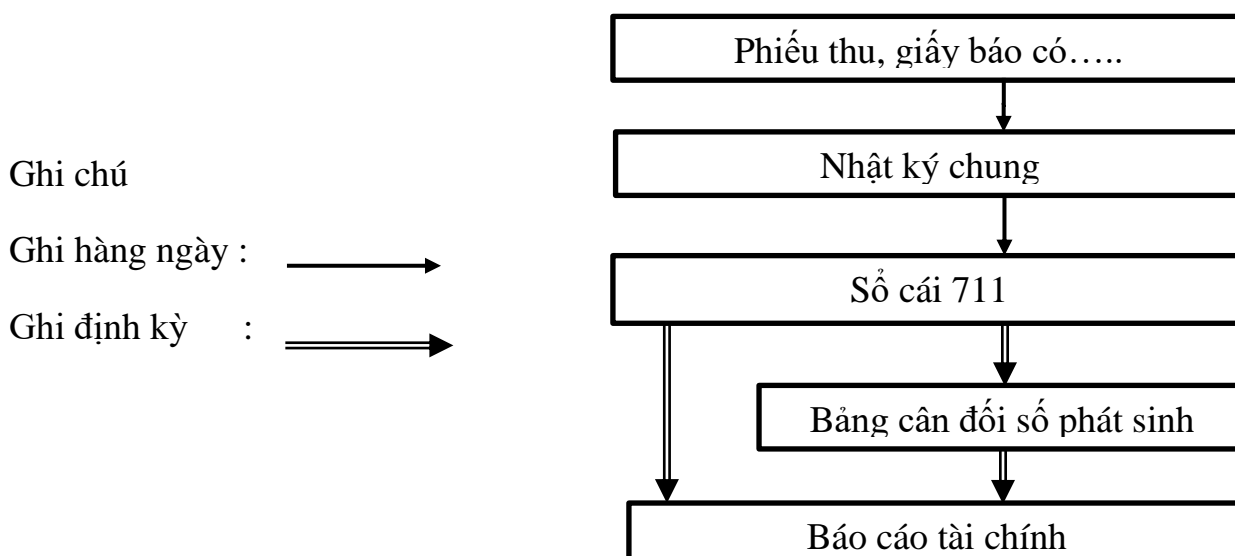 Phiếu thu, giấy báo có…..
Nhật ký chung
Ghi chú
Ghi hàng ngày :
Sổ cái 711
Ghi định kỳ :
Bảng cân đối số phát sinh
Báo cáo tài chính